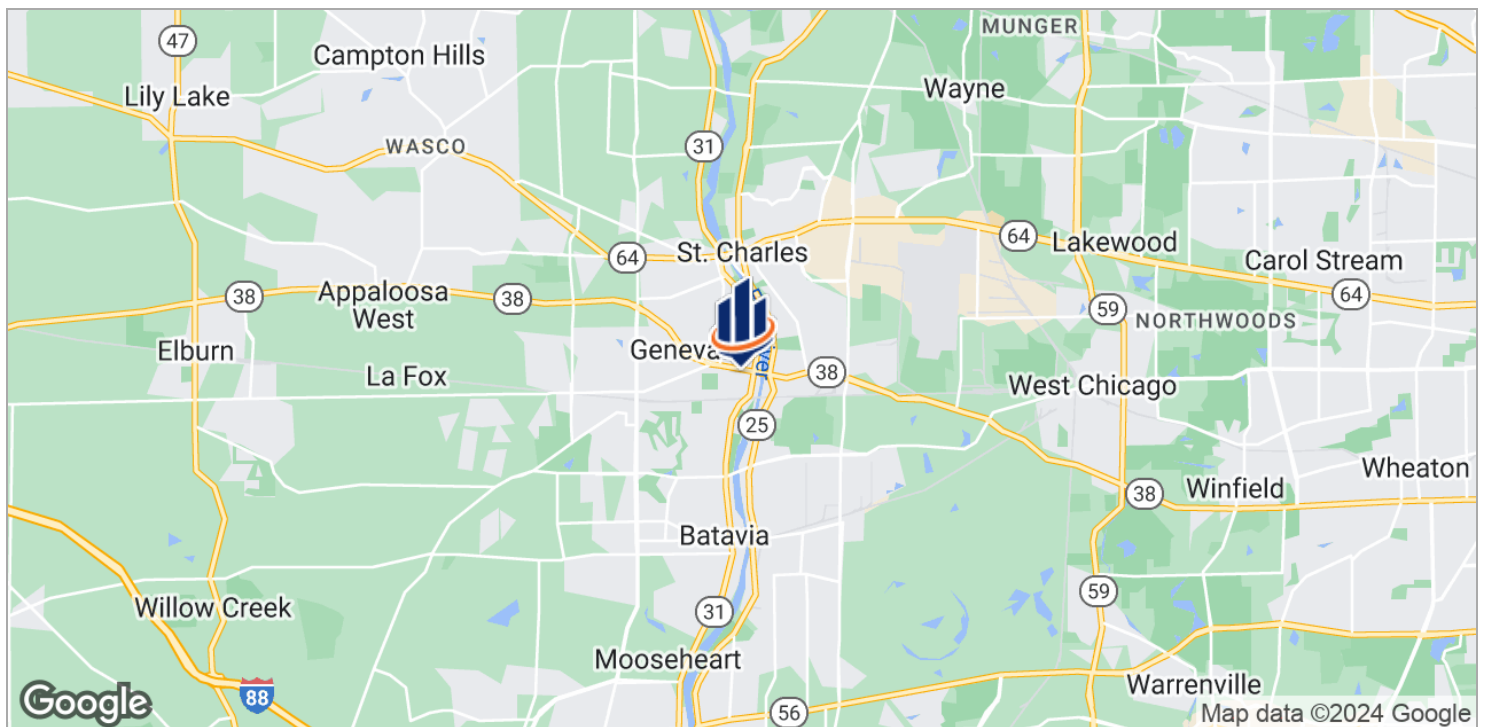 MUNGER
47
Campton Hills
Wayne
Lily Lake
WASCO
31
64
Lakewood
St. Charles
64
Carol Stream
64
38
Appaloosa
West
38
59
NORTHWOODS
Elburn
Geneva
La Fox
38
West Chicago
25
Wheaton
38
Winfield
Batavia
59
Willow Creek
31
Mooseheart
Warrenville
Google
88
56
Map data ©2024 Google